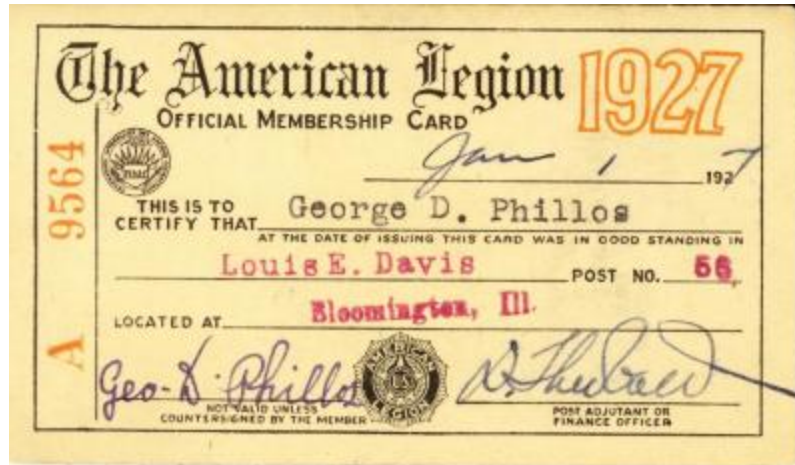 The American Legion 1927
OFFICIAL MEMBERSHIP CARD
Jan 1 1927
THIS IS TO
CERTIFY THAT George D. Phillos
AT THE DATE OF ISSUING THIS CARD WAS IN GOOD STANDING IN
Louis E. Davis POST NO. 56
LOCATED AT Bloomington, Ill.
Geo. D. Phillos
NOT VALID UNLESS
COUNTERSIGNED BY THE MEMBER
AMERICAN
LEGION
POST ADJUTANT OR
FINANCE OFFICER
A 9564